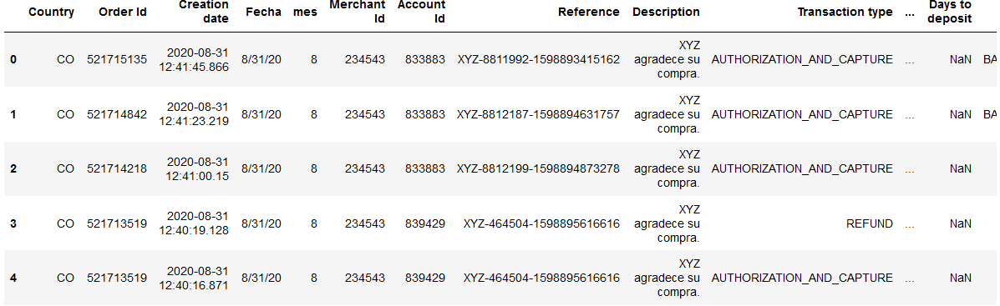 Country Order Id Creation date Fecha mes Merchant Id Account Id Reference Description Transaction type ... Days to deposit
0 CO 521715135 2020-08-31 12:41:45.866 8/31/20 8 234543 833883 XYZ-8811992-1598893415162 XYZ agradece su compra. AUTHORIZATION_AND_CAPTURE ... NaN BA
1 CO 521714842 2020-08-31 12:41:23.219 8/31/20 8 234543 833883 XYZ-8812187-1598894631757 XYZ agradece su compra. AUTHORIZATION_AND_CAPTURE ... NaN BA
2 CO 521714218 2020-08-31 12:41:00.15 8/31/20 8 234543 833883 XYZ-8812199-1598894873278 XYZ agradece su compra. AUTHORIZATION_AND_CAPTURE ... NaN
3 CO 521713519 2020-08-31 12:40:19.128 8/31/20 8 234543 839429 XYZ-464504-1598895616616 XYZ agradece su compra. REFUND ... NaN
4 CO 521713519 2020-08-31 12:40:16.871 8/31/20 8 234543 839429 XYZ-464504-1598895616616 XYZ agradece su compra. AUTHORIZATION_AND_CAPTURE ... NaN